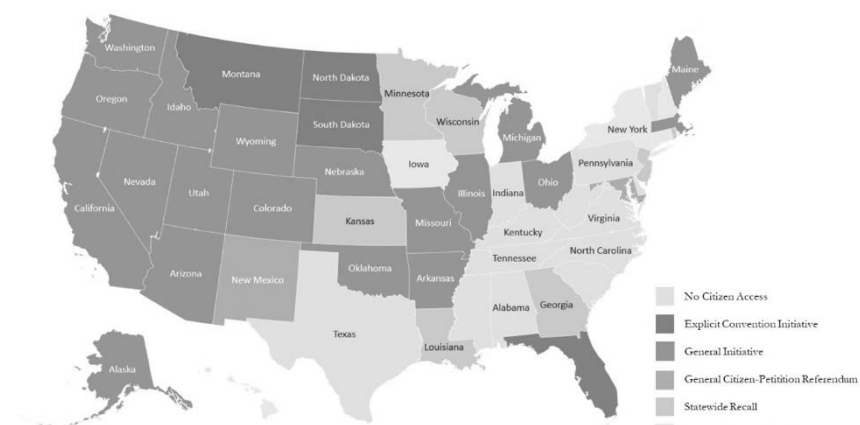 Washington
Montana
North Dakota
Minnesota
Maine
Oregon
Idaho
South Dakota
Wisconsin
Michigan
New York
Wyoming
Iowa
Pennsylvania
Nebraska
Nevada
Utah
Colorado
California
Illinois
Indiana
Ohio
Kansas
Missouri
Virginia
Kentucky
Arizona
New Mexico
Oklahoma
Arkansas
Tennessee
North Carolina
Texas
Louisiana
Alabama
Georgia
Alaska
No Citizen Access
Explicit Convention Initiative
General Initiative
General Citizen-Petitition Referendum
Statewide Recall